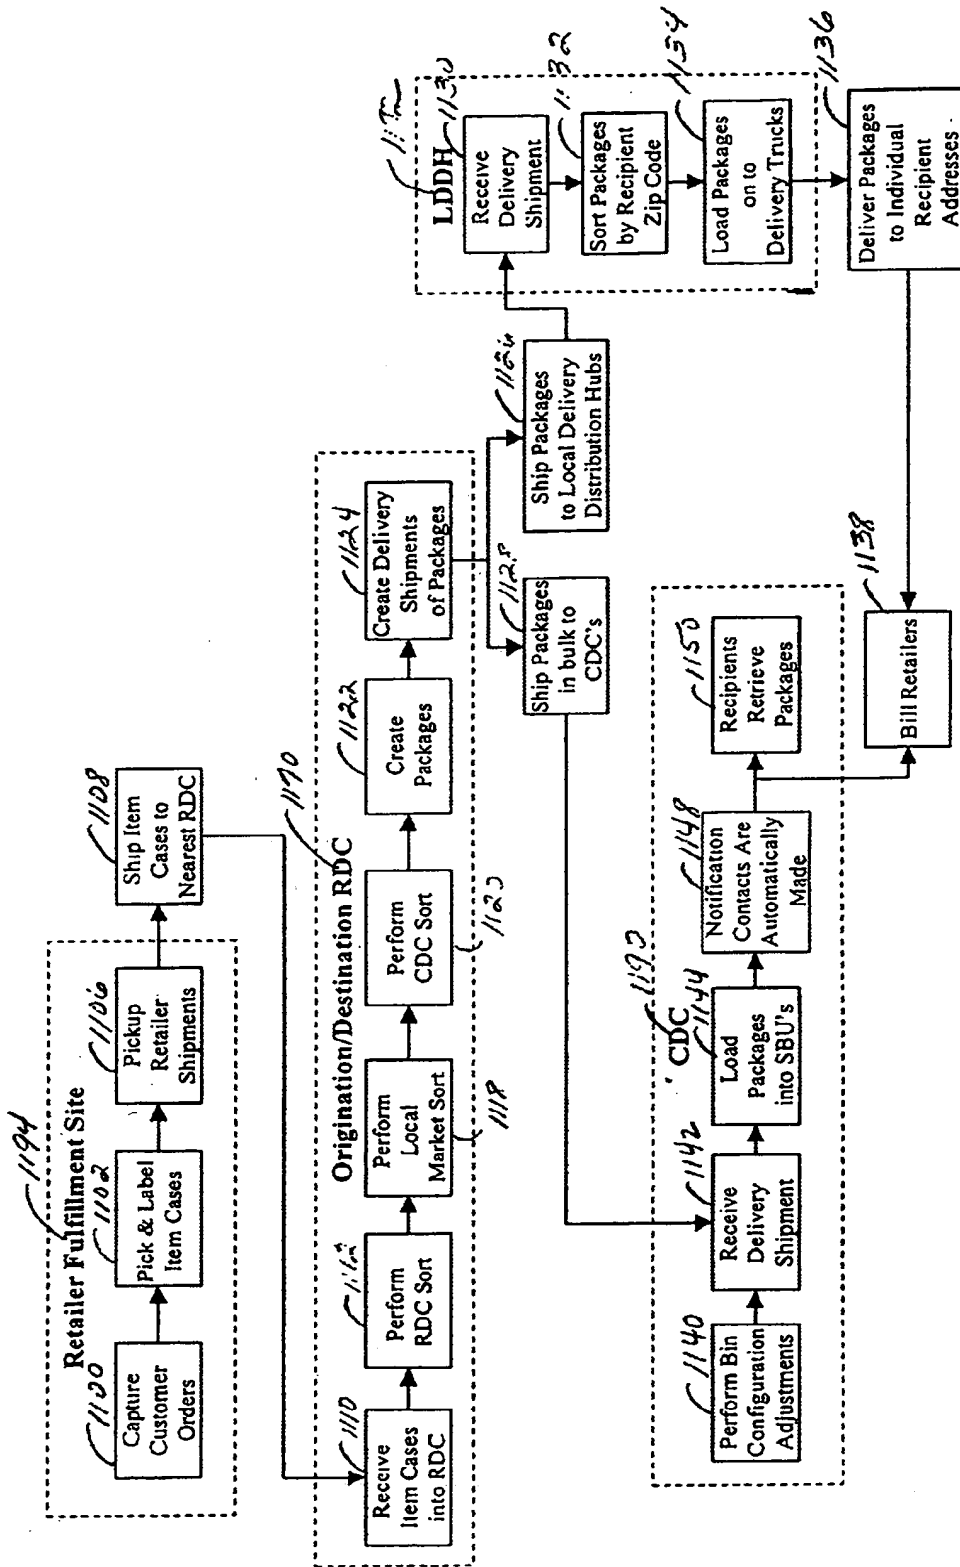 1194
Retailer Fulfillment Site
1100
Capture
Customer
Orders
1102
Pick & Label
Item Cases
1106
Pickup
Retailer
Shipments
1108
Ship Item
Cases to
Nearest RDC
1170
Origination/Destination RDC
1110
Receive
Item Cases
into RDC
Perform
RDC Sort
1118
Perform
Local
Market Sort
1120
Perform
CDC Sort
1122
Create
Packages
1124
Create Delivery
Shipments
of Packages
1128
Ship Packages
in bulk to
CDC's
1126
Ship Packages
to Local Delivery
Distribution Hubs
LDDH
1130
Receive
Delivery
Shipment
1132
Sort Packages
by Recipient
Zip Code
1134
Load Packages
on to
Delivery Trucks
1136
Deliver Packages
to Individual
Recipient
Addresses
CDC
1140
Perform Bin
Configuration
Adjustments
1142
Receive
Delivery
Shipment
1144
Load
Packages
into SBU's
1148
Notification
Contacts Are
Automatically
Made
1150
Recipients
Retrieve
Packages
1138
Bill Retailers